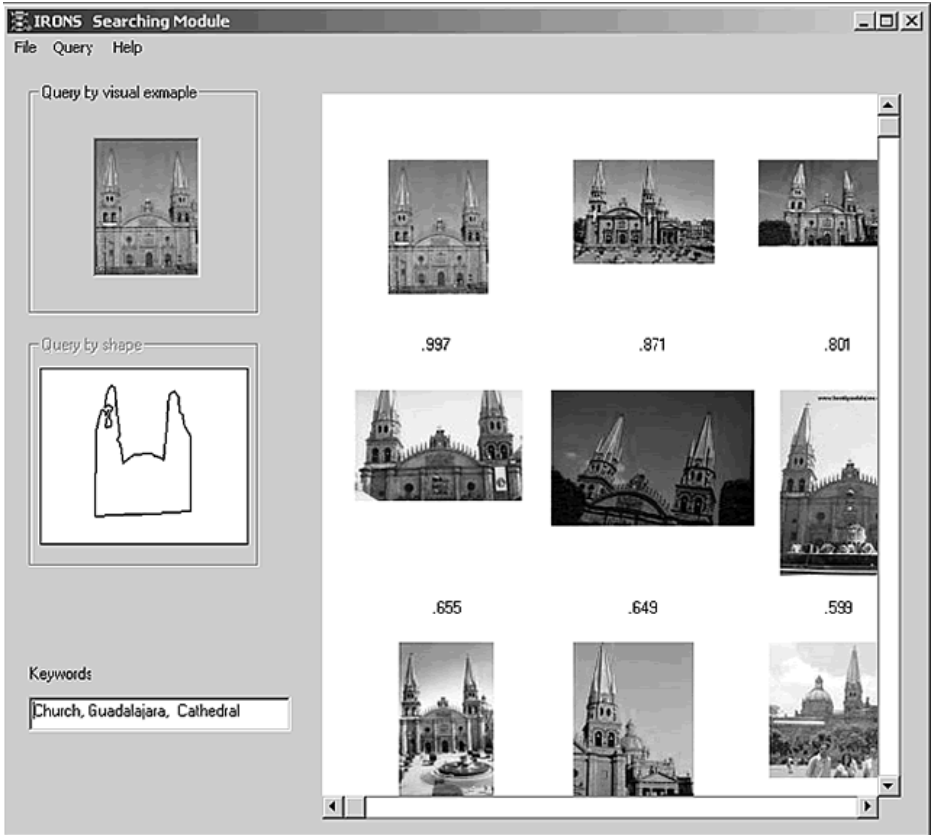 IRONS Searching Module
File Query Help
Query by visual exmaple
Query by shape
.997 .871 .801
.655 .649 .599
Keywords
Church, Guadalajara, Cathedral